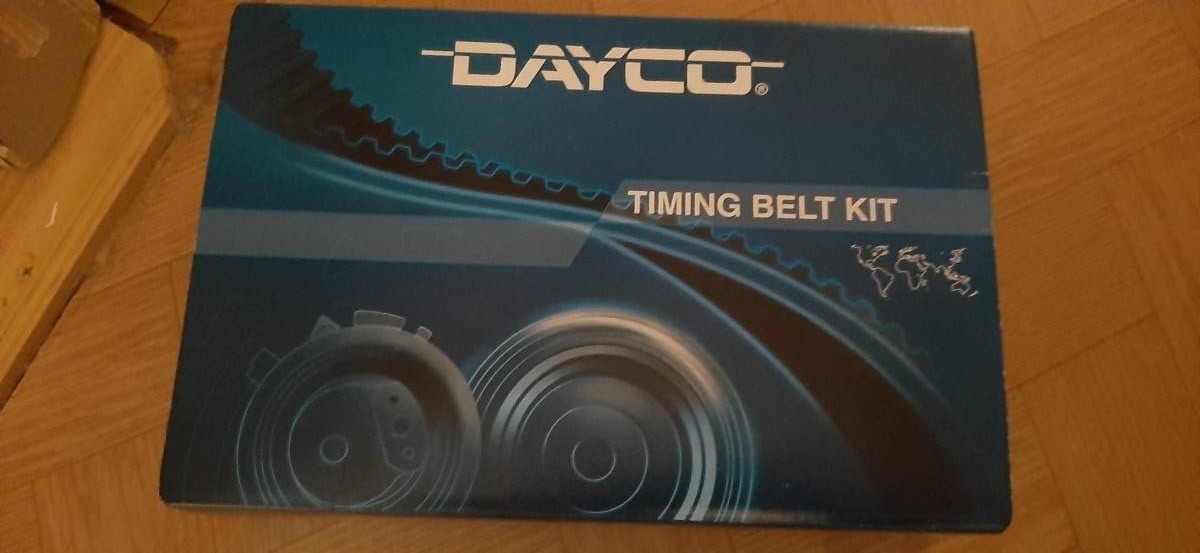 DAYCO®
TIMING BELT KIT